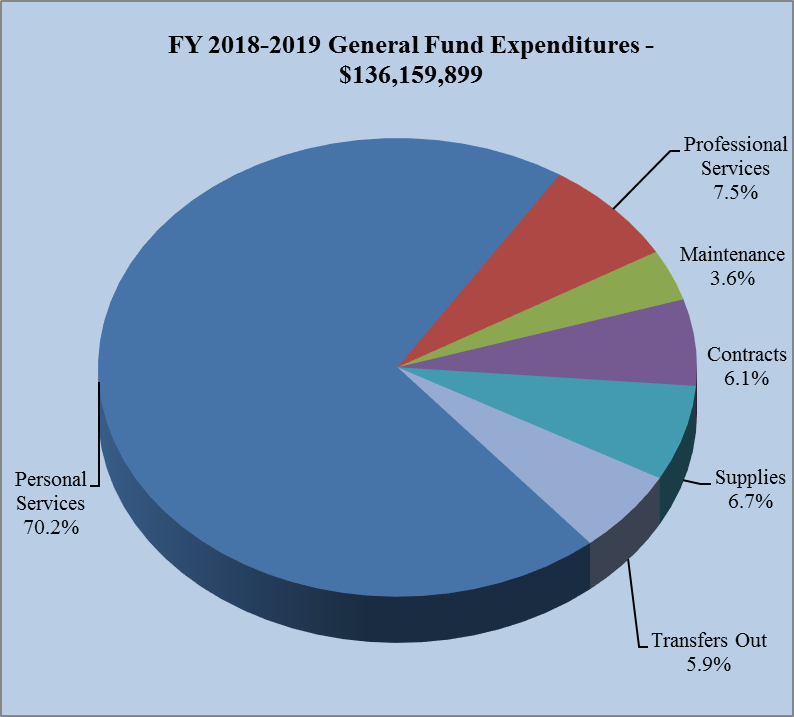 FY 2018-2019 General Fund Expenditures -
$136,159,899
Professional
Services
7.5%
Maintenance
3.6%
Contracts
6.1%
Supplies
6.7%
Transfers Out
5.9%
Personal
Services
70.2%